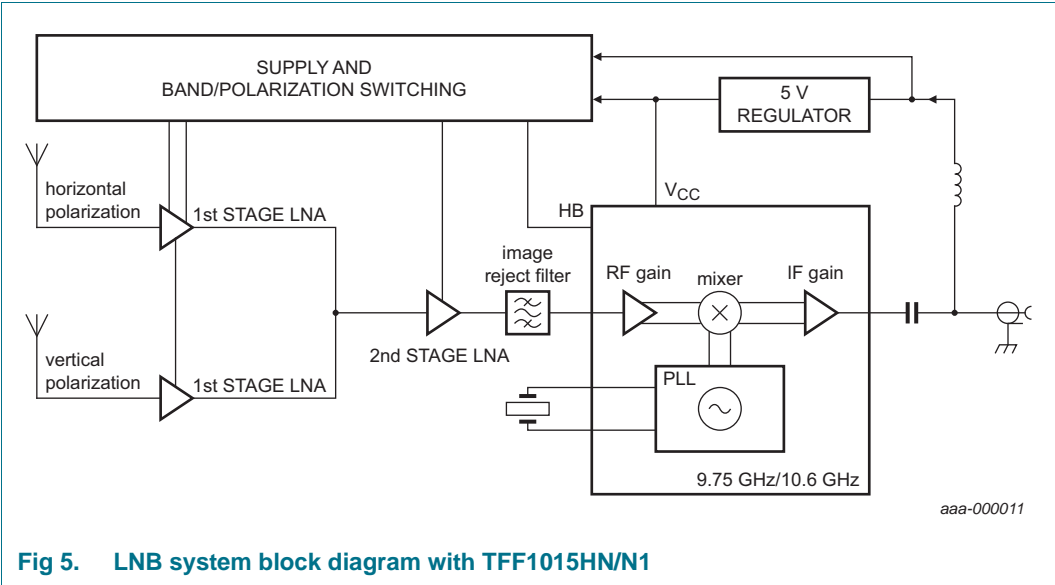 SUPPLY AND
BAND/POLARIZATION SWITCHING
5 V
REGULATOR
horizontal
polarization
1st STAGE LNA
HB
VCC
image
reject filter
RF gain
mixer
IF gain
2nd STAGE LNA
vertical
polarization
1st STAGE LNA
PLL
9.75 GHz/10.6 GHz
aaa-000011
Fig 5. LNB system block diagram with TFF1015HN/N1